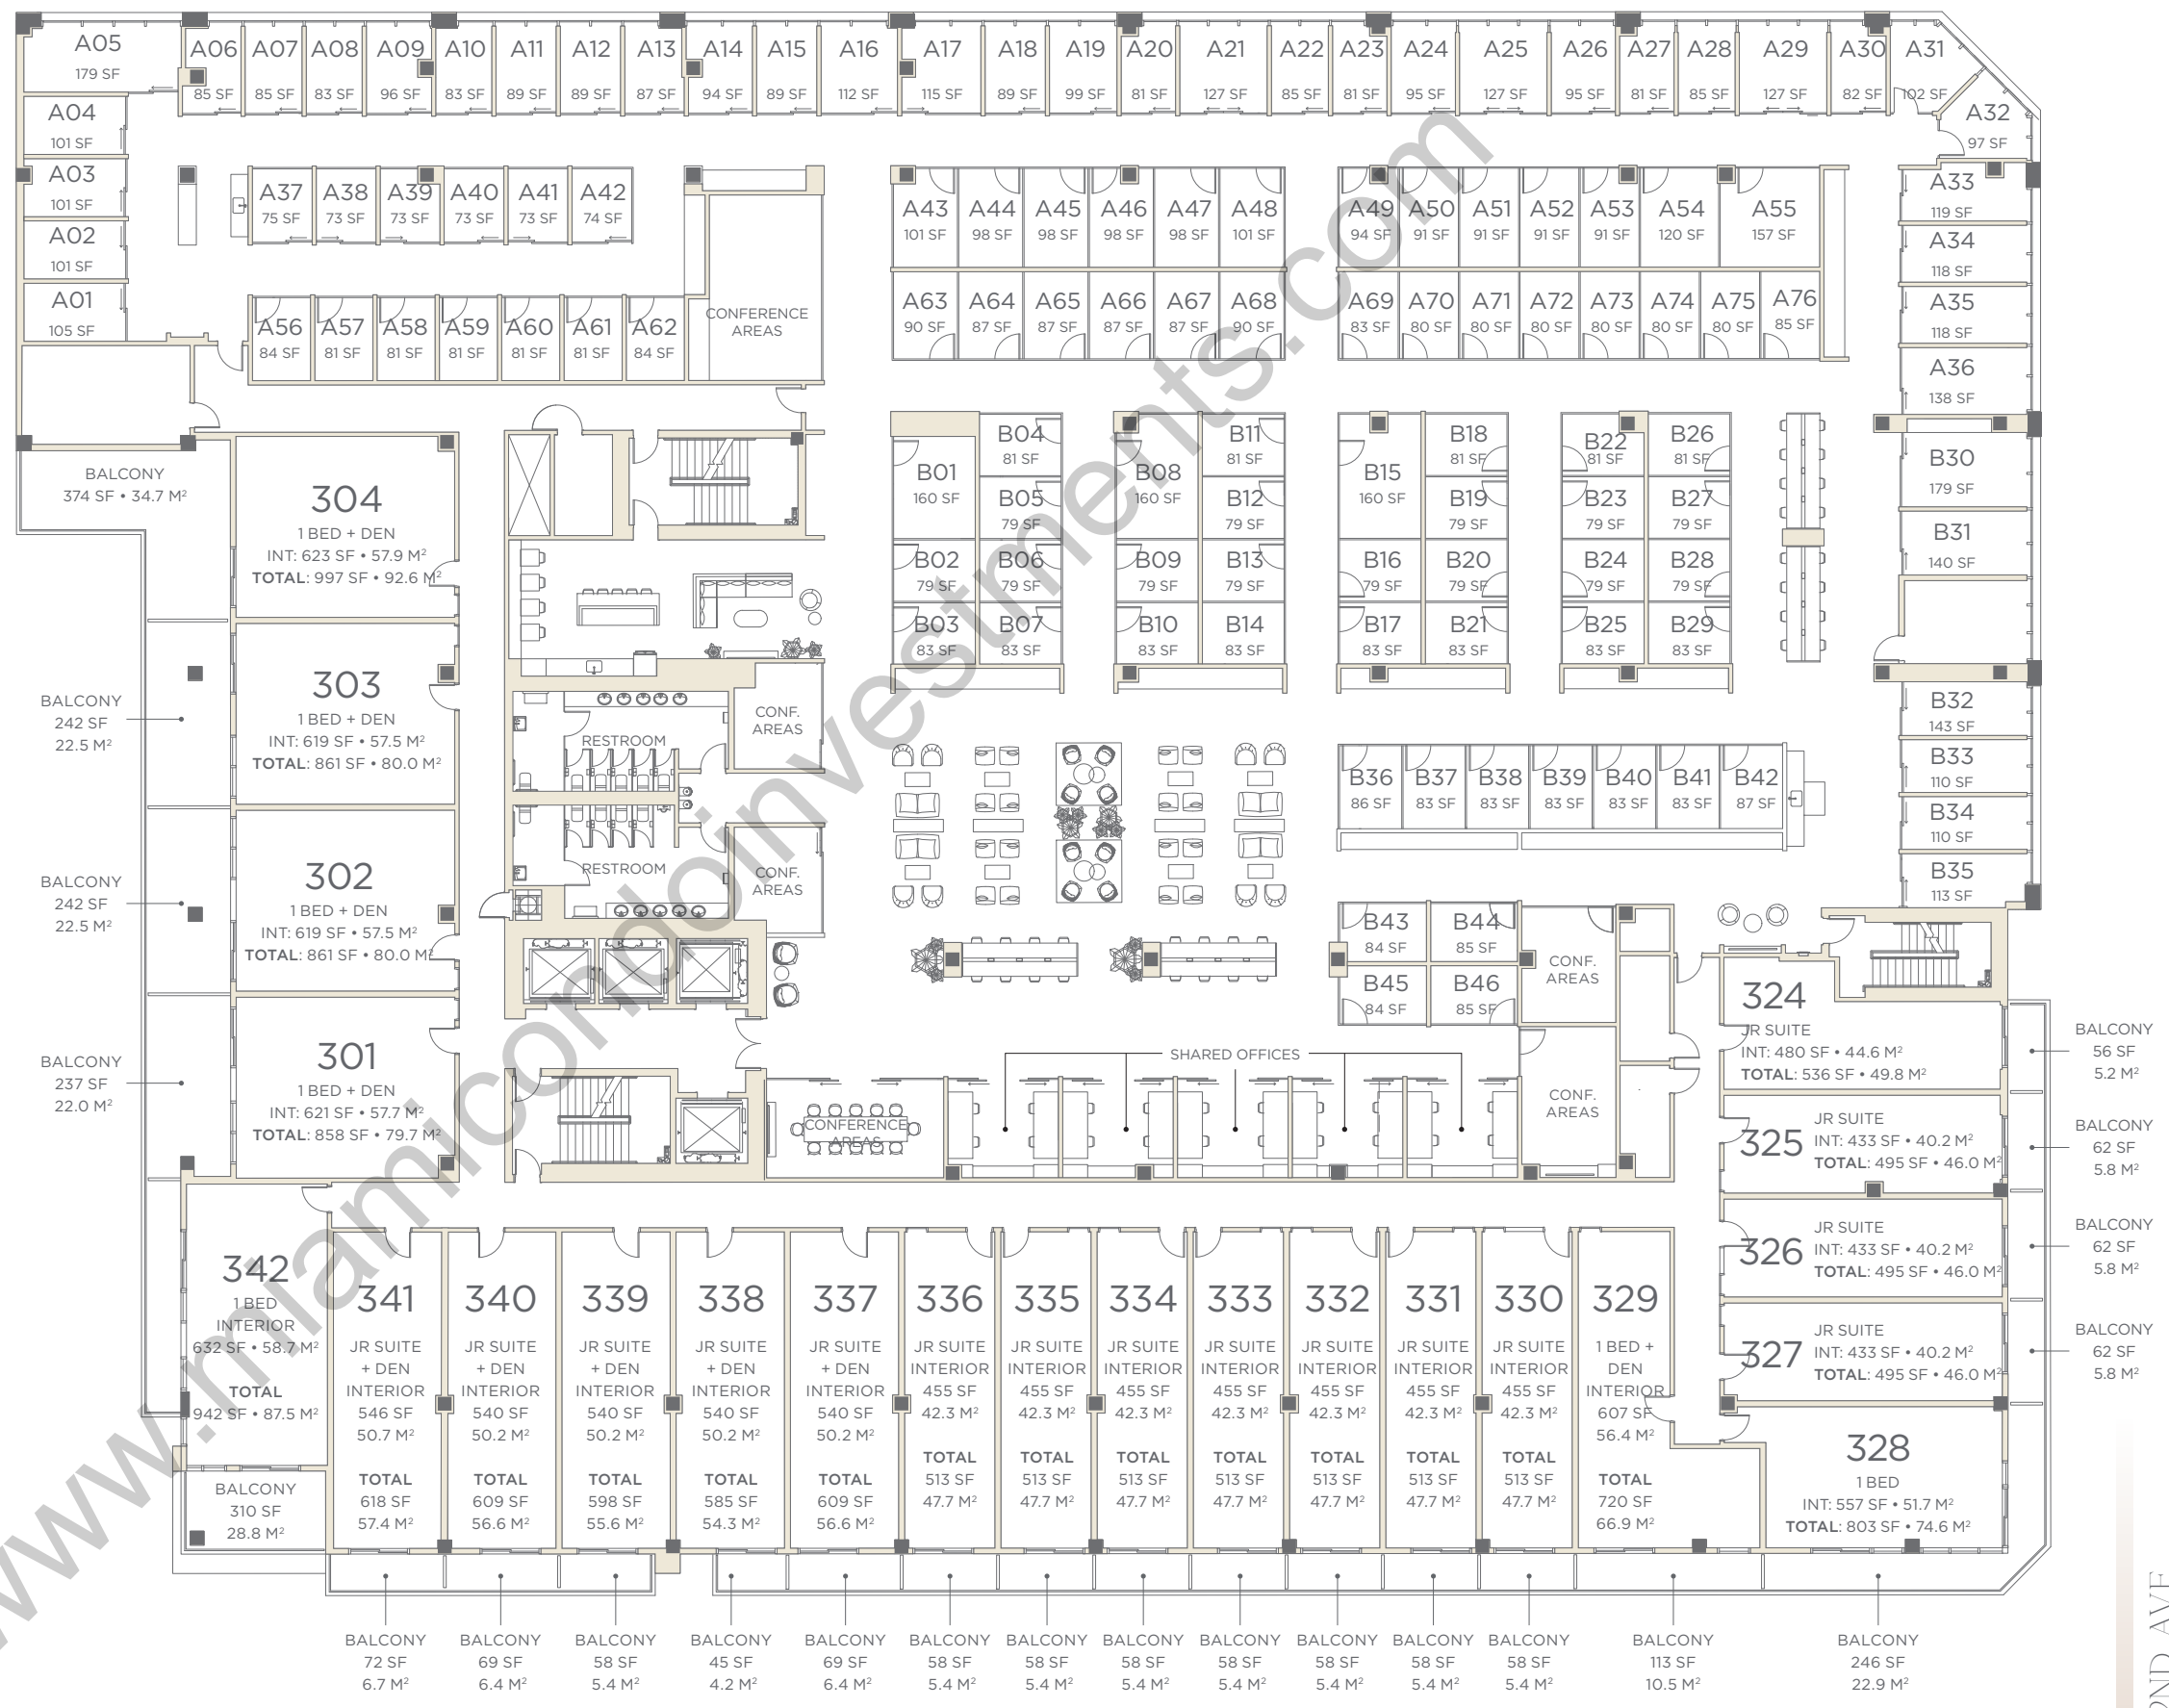 A05
179 SF
A06
85 SF
A07
85 SF
A08
83 SF
A09
96 SF
A10
83 SF
A11
89 SF
A12
89 SF
A13
87 SF
A14
94 SF
A15
89 SF
A16
112 SF
A17
115 SF
A18
89 SF
A19
99 SF
A20
81 SF
A21
127 SF
A22
85 SF
A23
81 SF
A24
95 SF
A25
127 SF
A26
95 SF
A27
81 SF
A28
85 SF
A29
127 SF
A30
82 SF
A31
102 SF
A32
97 SF
A04
101 SF
A03
101 SF
A02
101 SF
A01
105 SF
A37
75 SF
A38
73 SF
A39
73 SF
A40
73 SF
A41
73 SF
A42
74 SF
A43
101 SF
A44
98 SF
A45
98 SF
A46
98 SF
A47
98 SF
A48
101 SF
A49
94 SF
A50
91 SF
A51
91 SF
A52
91 SF
A53
91 SF
A54
120 SF
A55
157 SF
A33
119 SF
A34
118 SF
A35
118 SF
A36
138 SF
A56
84 SF
A57
81 SF
A58
81 SF
A59
81 SF
A60
81 SF
A61
81 SF
A62
84 SF
CONFERENCE
AREAS
A63
90 SF
A64
87 SF
A65
87 SF
A66
87 SF
A67
87 SF
A68
90 SF
A69
83 SF
A70
80 SF
A71
80 SF
A72
80 SF
A73
80 SF
A74
80 SF
A75
80 SF
A76
85 SF
B01
160 SF
B04
81 SF
B05
79 SF
B02
79 SF
B06
79 SF
B03
83 SF
B07
83 SF
B08
160 SF
B11
81 SF
B12
79 SF
B09
79 SF
B13
79 SF
B10
83 SF
B14
83 SF
B15
160 SF
B18
81 SF
B19
79 SF
B16
79 SF
B20
79 SF
B17
83 SF
B21
83 SF
B22
81 SF
B26
81 SF
B23
79 SF
B27
79 SF
B24
79 SF
B28
79 SF
B25
83 SF
B29
83 SF
B30
179 SF
B31
140 SF
B32
143 SF
B33
110 SF
B34
110 SF
B35
113 SF
B36
86 SF
B37
83 SF
B38
83 SF
B39
83 SF
B40
83 SF
B41
83 SF
B42
87 SF
B43
84 SF
B44
85 SF
B45
84 SF
B46
85 SF
CONF.
AREAS
CONF.
AREAS
CONF.
AREAS
CONF.
AREAS
RESTROOM
RESTROOM
SHARED OFFICES
CONFERENCE
AREAS
BALCONY
374 SF • 34.7 M²
304
1 BED + DEN
INT: 623 SF • 57.9 M²
TOTAL: 997 SF • 92.6 M²
303
1 BED + DEN
INT: 619 SF • 57.5 M²
TOTAL: 861 SF • 80.0 M²
BALCONY
242 SF
22.5 M²
302
1 BED + DEN
INT: 619 SF • 57.5 M²
TOTAL: 861 SF • 80.0 M²
BALCONY
242 SF
22.5 M²
301
1 BED + DEN
INT: 621 SF • 57.7 M²
TOTAL: 858 SF • 79.7 M²
BALCONY
237 SF
22.0 M²
324
JR SUITE
INT: 480 SF • 44.6 M²
TOTAL: 536 SF • 49.8 M²
BALCONY
56 SF
5.2 M²
325
JR SUITE
INT: 433 SF • 40.2 M²
TOTAL: 495 SF • 46.0 M²
BALCONY
62 SF
5.8 M²
326
JR SUITE
INT: 433 SF • 40.2 M²
TOTAL: 495 SF • 46.0 M²
BALCONY
62 SF
5.8 M²
327
JR SUITE
INT: 433 SF • 40.2 M²
TOTAL: 495 SF • 46.0 M²
BALCONY
62 SF
5.8 M²
328
1 BED
INT: 557 SF • 51.7 M²
TOTAL: 803 SF • 74.6 M²
342
1 BED
INTERIOR
632 SF • 58.7 M²
TOTAL
942 SF • 87.5 M²
BALCONY
310 SF
28.8 M²
341
JR SUITE
+ DEN
INTERIOR
546 SF
50.7 M²
TOTAL
618 SF
57.4 M²
340
JR SUITE
+ DEN
INTERIOR
540 SF
50.2 M²
TOTAL
609 SF
56.6 M²
339
JR SUITE
+ DEN
INTERIOR
540 SF
50.2 M²
TOTAL
598 SF
55.6 M²
338
JR SUITE
+ DEN
INTERIOR
540 SF
50.2 M²
TOTAL
585 SF
54.3 M²
337
JR SUITE
+ DEN
INTERIOR
540 SF
50.2 M²
TOTAL
609 SF
56.6 M²
336
JR SUITE
INTERIOR
455 SF
42.3 M²
TOTAL
513 SF
47.7 M²
335
JR SUITE
INTERIOR
455 SF
42.3 M²
TOTAL
513 SF
47.7 M²
334
JR SUITE
INTERIOR
455 SF
42.3 M²
TOTAL
513 SF
47.7 M²
333
JR SUITE
INTERIOR
455 SF
42.3 M²
TOTAL
513 SF
47.7 M²
332
JR SUITE
INTERIOR
455 SF
42.3 M²
TOTAL
513 SF
47.7 M²
331
JR SUITE
INTERIOR
455 SF
42.3 M²
TOTAL
513 SF
47.7 M²
330
JR SUITE
INTERIOR
455 SF
42.3 M²
TOTAL
513 SF
47.7 M²
329
1 BED +
DEN
INTERIOR
607 SF
56.4 M²
TOTAL
720 SF
66.9 M²
BALCONY
72 SF
6.7 M²
BALCONY
69 SF
6.4 M²
BALCONY
58 SF
5.4 M²
BALCONY
45 SF
4.2 M²
BALCONY
69 SF
6.4 M²
BALCONY
58 SF
5.4 M²
BALCONY
58 SF
5.4 M²
BALCONY
58 SF
5.4 M²
BALCONY
58 SF
5.4 M²
BALCONY
58 SF
5.4 M²
BALCONY
58 SF
5.4 M²
BALCONY
58 SF
5.4 M²
BALCONY
113 SF
10.5 M²
BALCONY
246 SF
22.9 M²
www.miamicondoinvestments.com
AVE